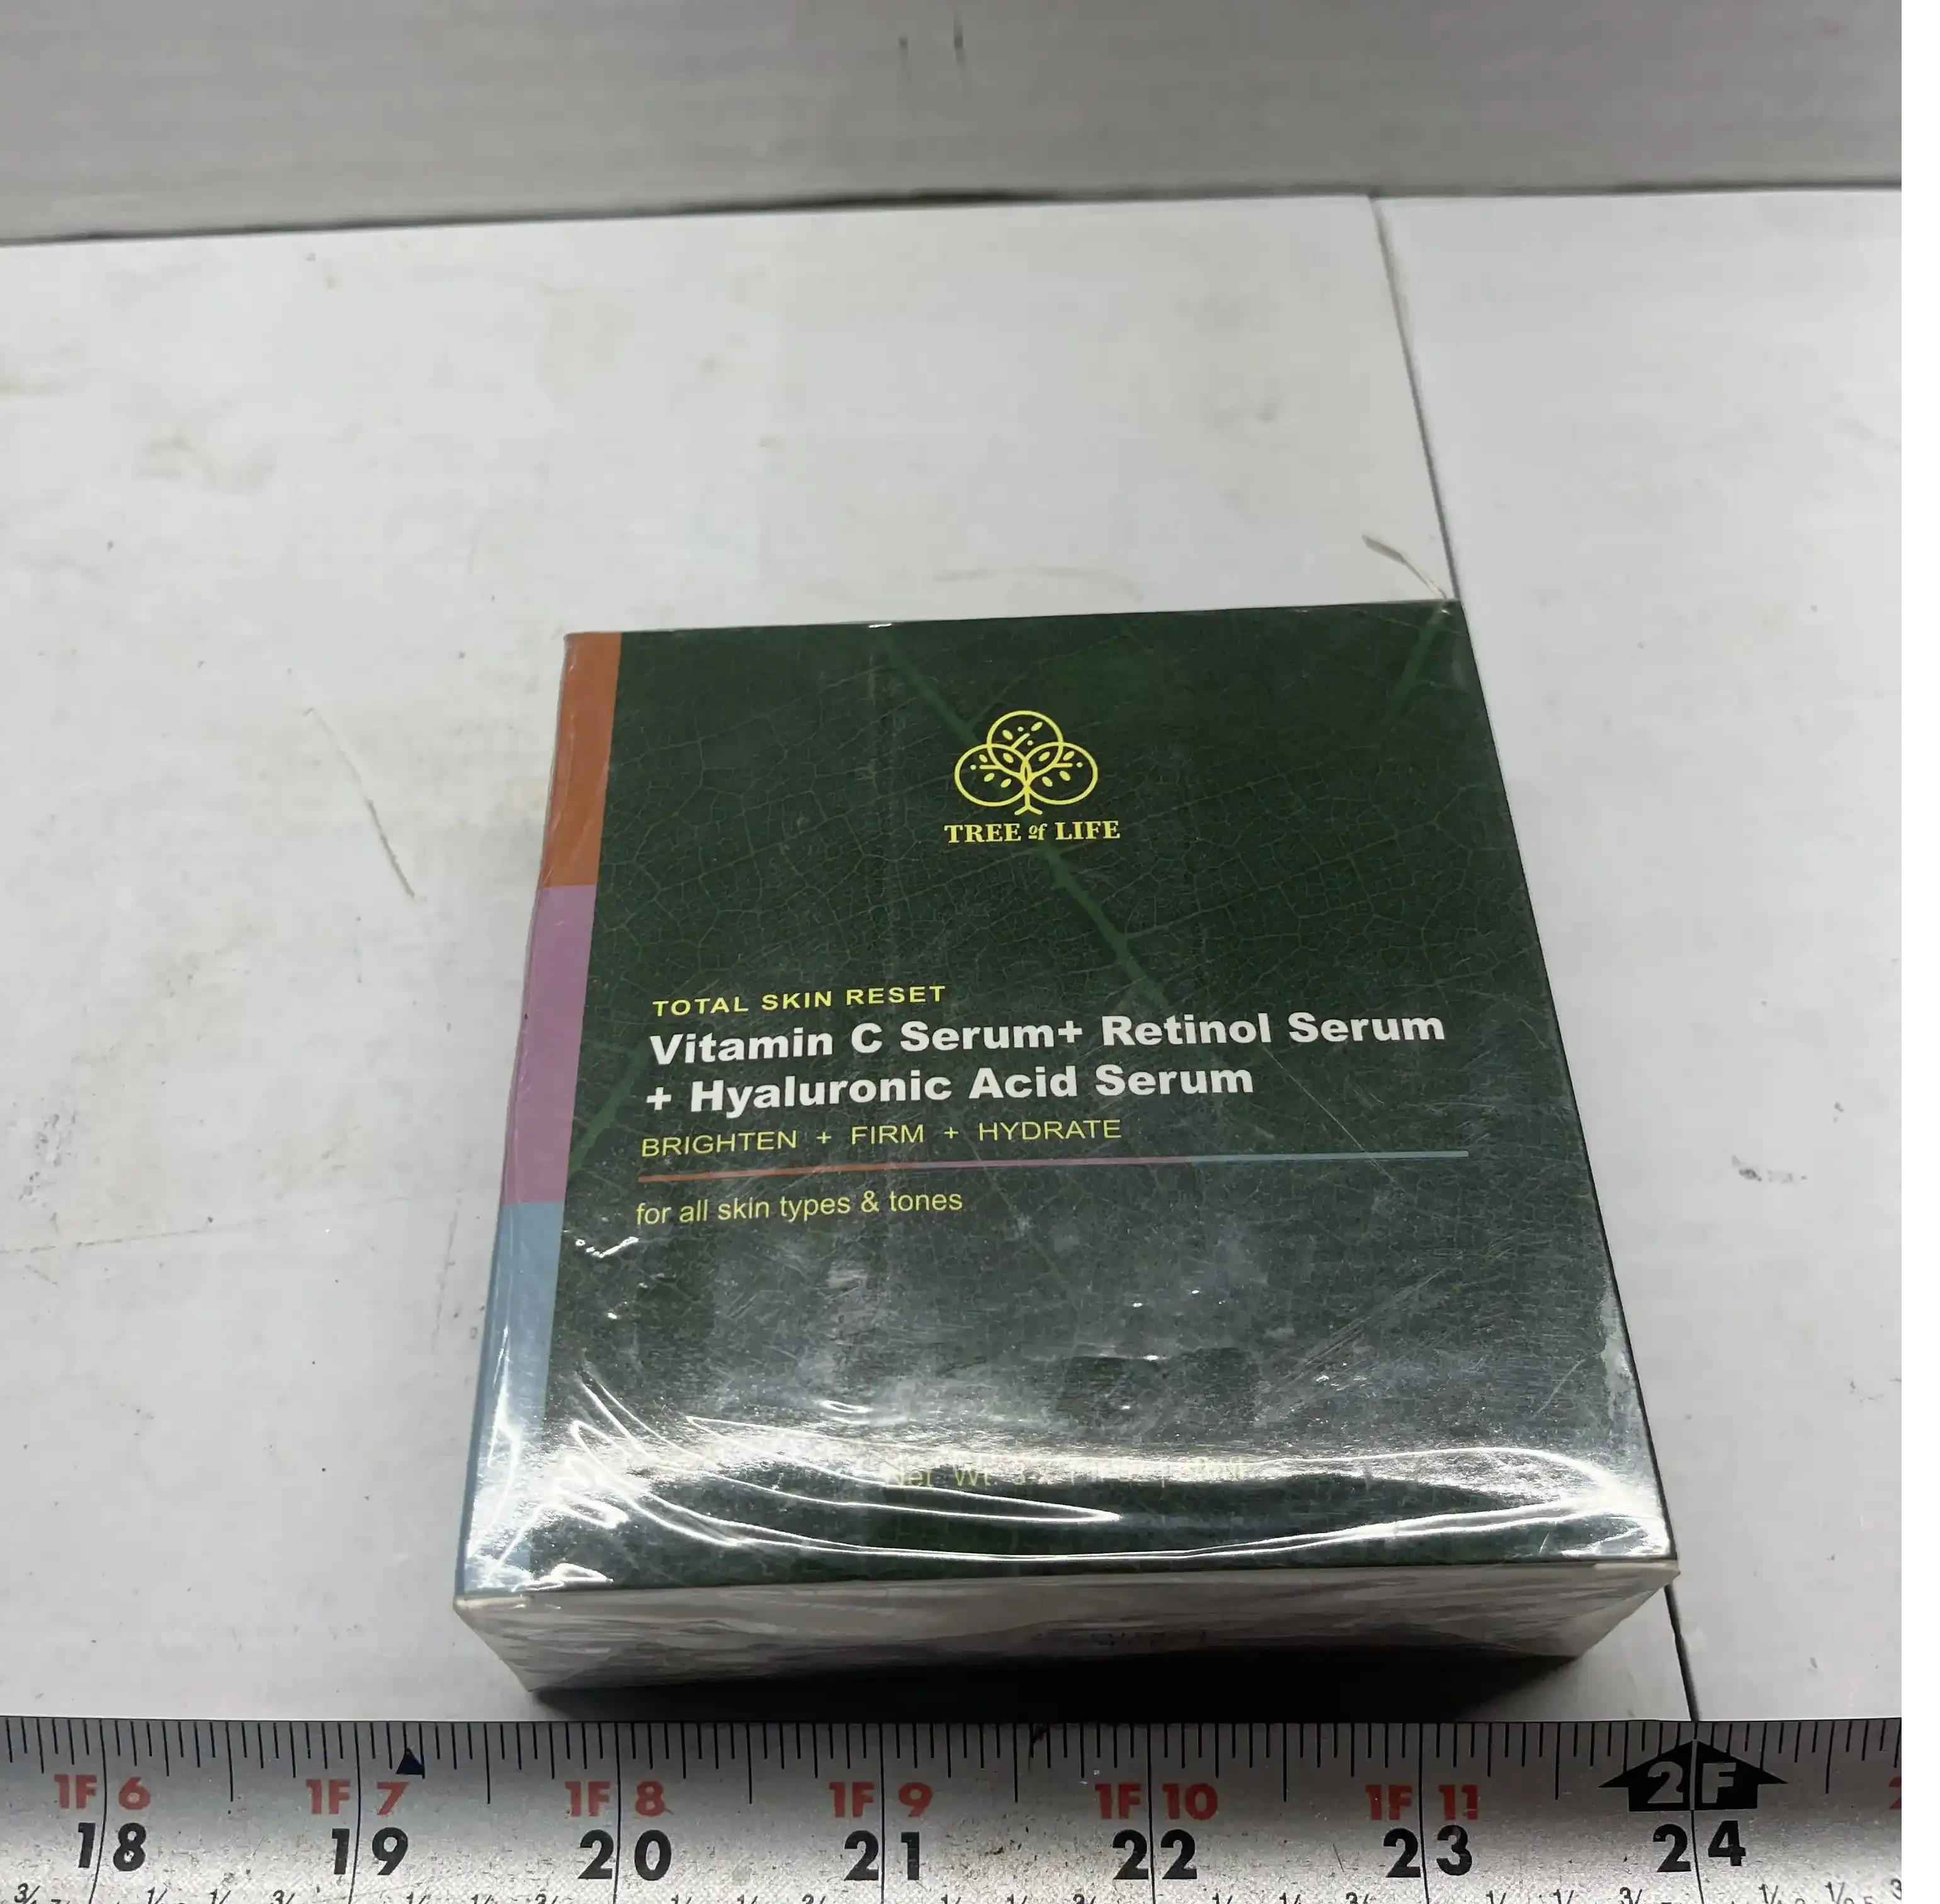 TREE of LIFE
TOTAL SKIN RESET
Vitamin C Serum+ Retinol Serum
+ Hyaluronic Acid Serum
BRIGHTEN + FIRM + HYDRATE
for all skin types & tones
Net Wt
1F 6 1F 7 1F 8 1F 9 1F 10 1F 11 2F
18 19 20 21 22 23 24